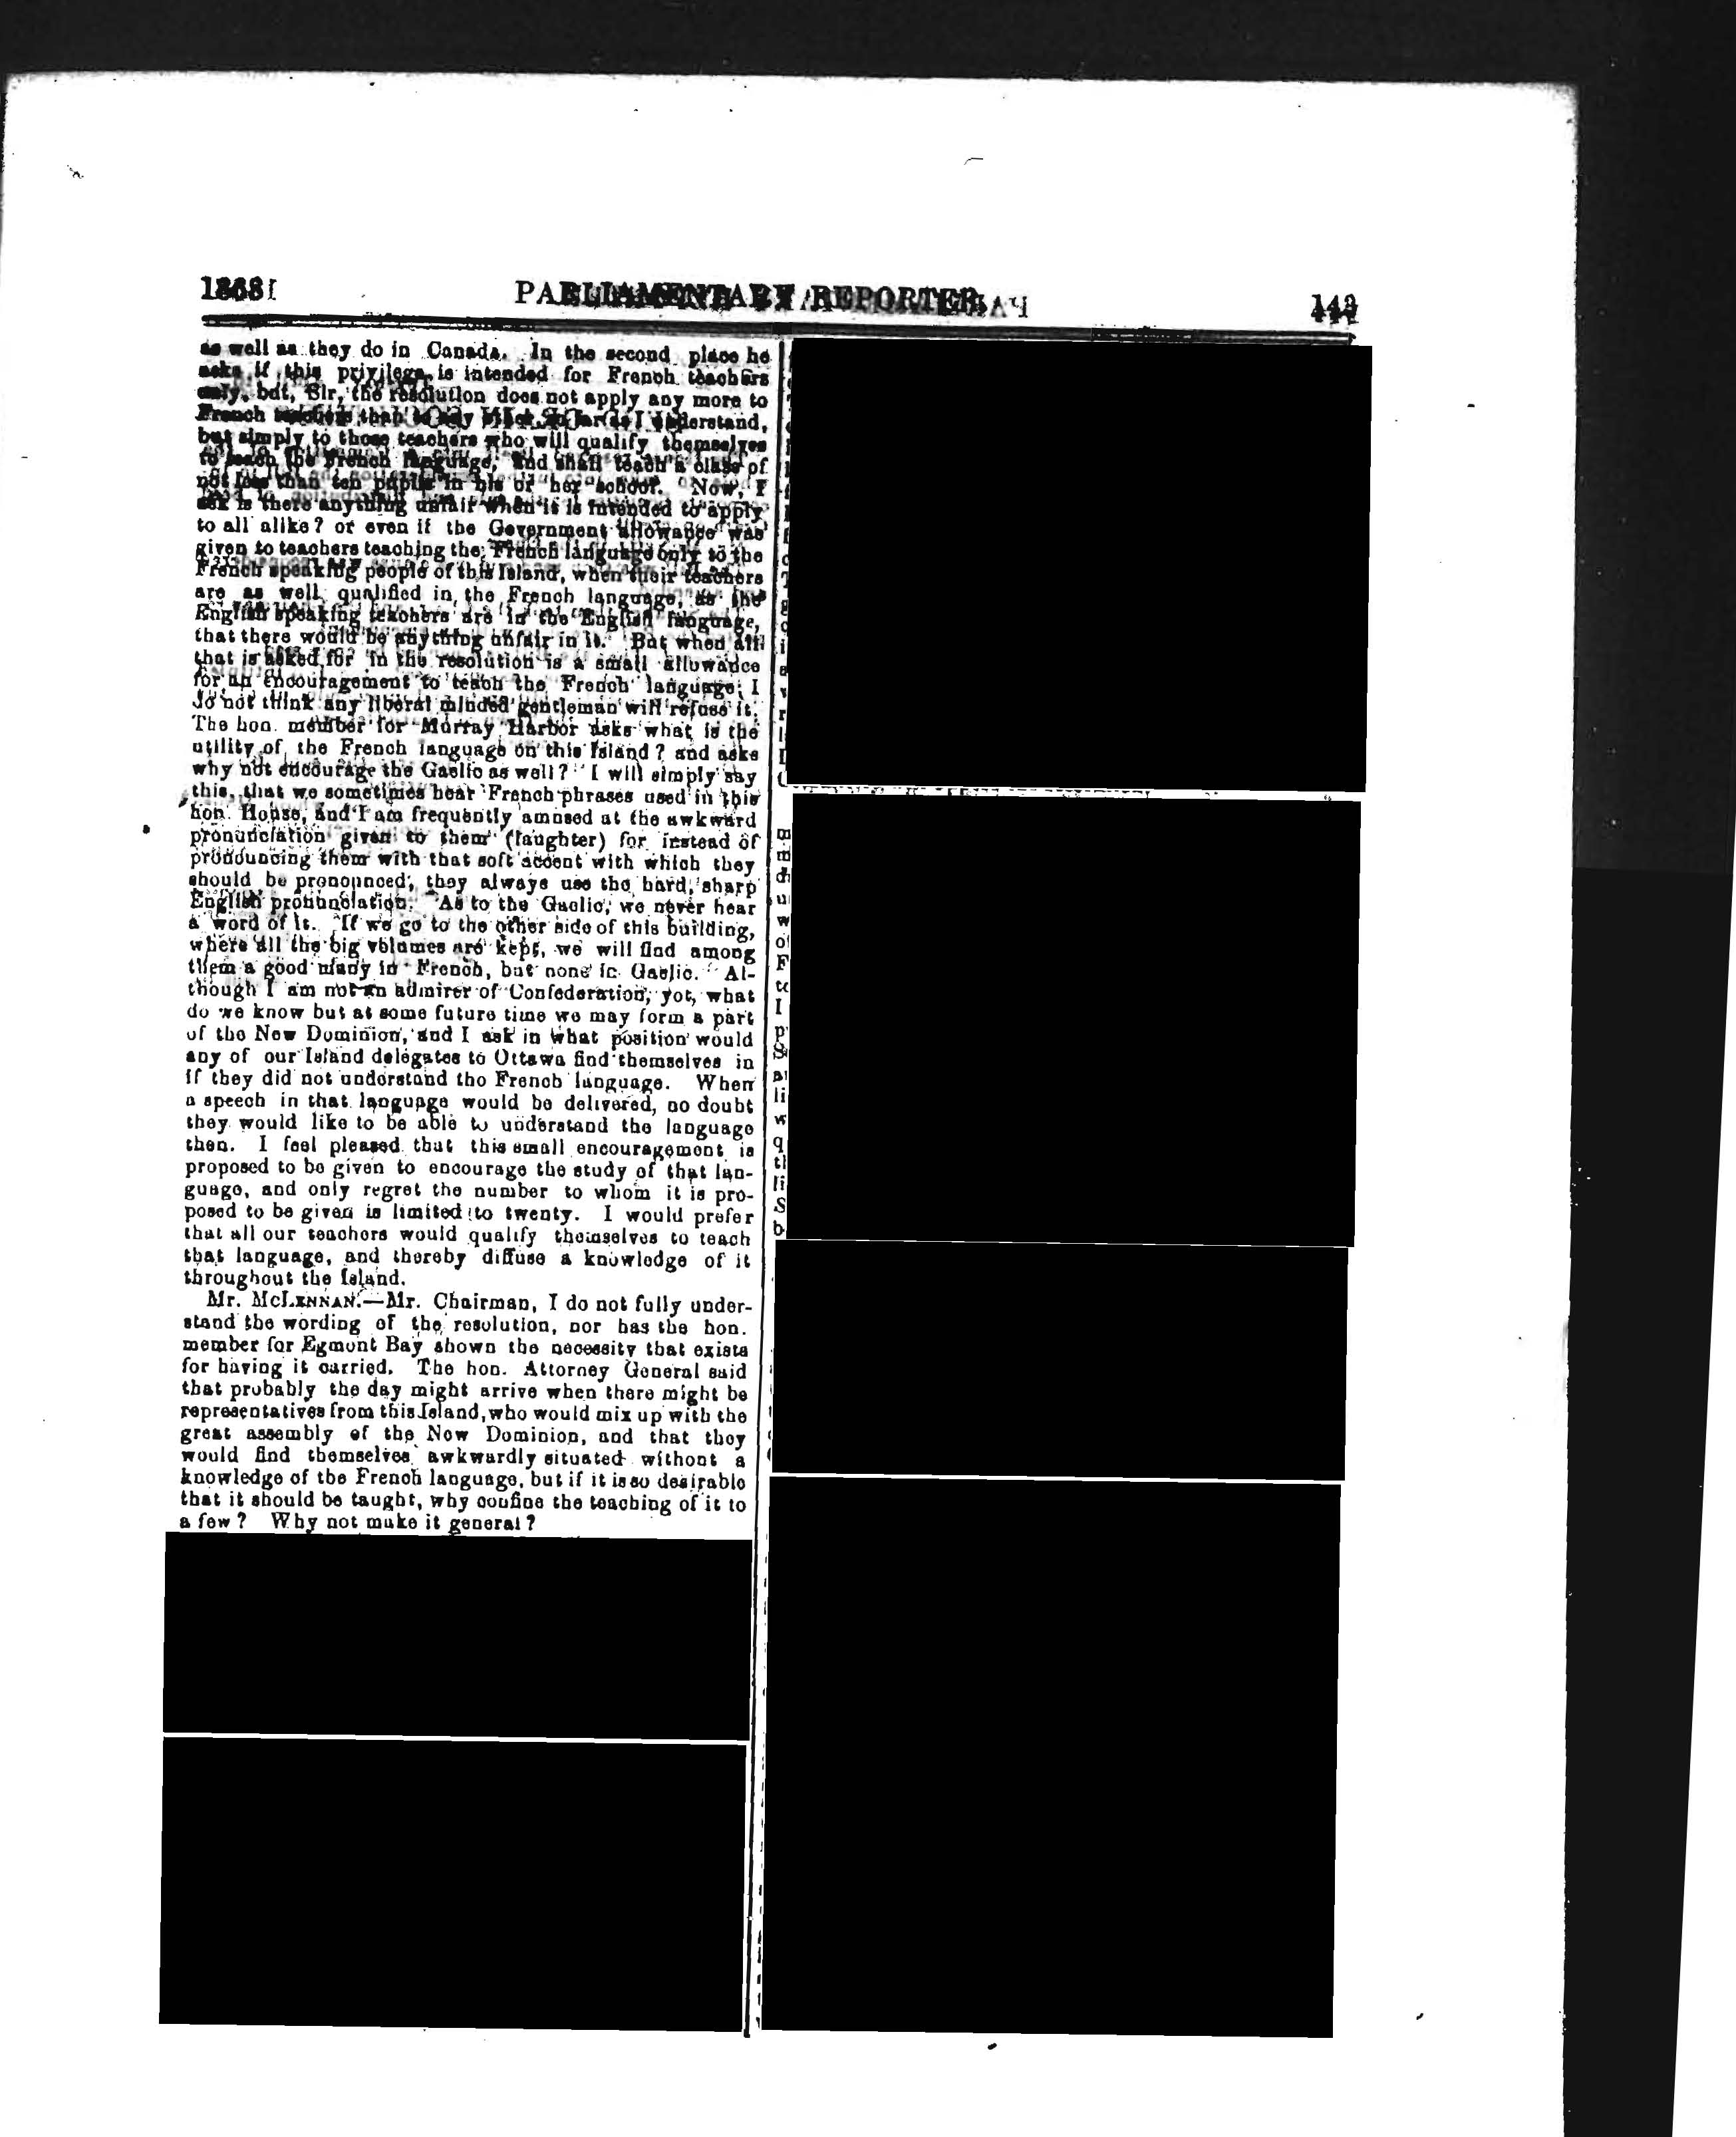 1868
PARLIAMENTARY REPORTER.
as well as they do in Canada. In the second place he
asks if this privilege is intended for French teachers
only, but, Sir, the resolution does not apply any more to
French teachers than to any other so far as I understand,
but simply to those teachers who will qualify themselves
to teach the French language, and shall teach a class of
not less than ten pupils in his or her school. Now, I
ask is there anything unfair when it is intended to apply
to all alike? or even if the Government allowance was
given to teachers teaching the French language only to the
French speaking people of this Island, when their teachers
are as well qualified in the French language, as the
English speaking teachers are in the English language,
that there would be anything unfair in it. But when all
that is asked for in the resolution is a small allowance
for an encouragement to teach the French language, I
do not think any liberal minded gentleman will refuse it.
The hon. member for Murray Harbor asks what is the
utility of the French language on this Island? and asks
why not encourage the Gaelic as well? I will simply say
this, that we sometimes hear French phrases used in this
hon. House, and I am frequently amused at the awkward
pronunciation given to them (laughter) for instead of
pronouncing them with that soft accent with which they
should be pronounced, they always use the hard, sharp
English pronunciation. As to the Gaelic, we never hear
a word of it. If we go to the other side of this building,
where all the big volumes are kept, we will find among
them a good many in French, but none in Gaelic. Al-
though I am not an admirer of Confederation, yet, what
do we know but at some future time we may form a part
of the New Dominion, and I ask in what position would
any of our Island delegates to Ottawa find themselves in
if they did not understand the French language. When
a speech in that language would be delivered, no doubt
they would like to be able to understand the language
then. I feel pleased that this small encouragement is
proposed to be given to encourage the study of that lan-
guage, and only regret the number to whom it is pro-
posed to be given is limited to twenty. I would prefer
that all our teachers would qualify themselves to teach
that language, and thereby diffuse a knowledge of it
throughout the Island.
Mr. McLENNAN.—Mr. Chairman, I do not fully under-
stand the wording of the resolution, nor has the hon.
member for Egmont Bay shown the necessity that exists
for having it carried. The hon. Attorney General said
that probably the day might arrive when there might be
representatives from this Island, who would mix up with the
great assembly of the New Dominion, and that they
would find themselves awkwardly situated without a
knowledge of the French language, but if it is so desirable
that it should be taught, why confine the teaching of it to
a few? Why not make it general?